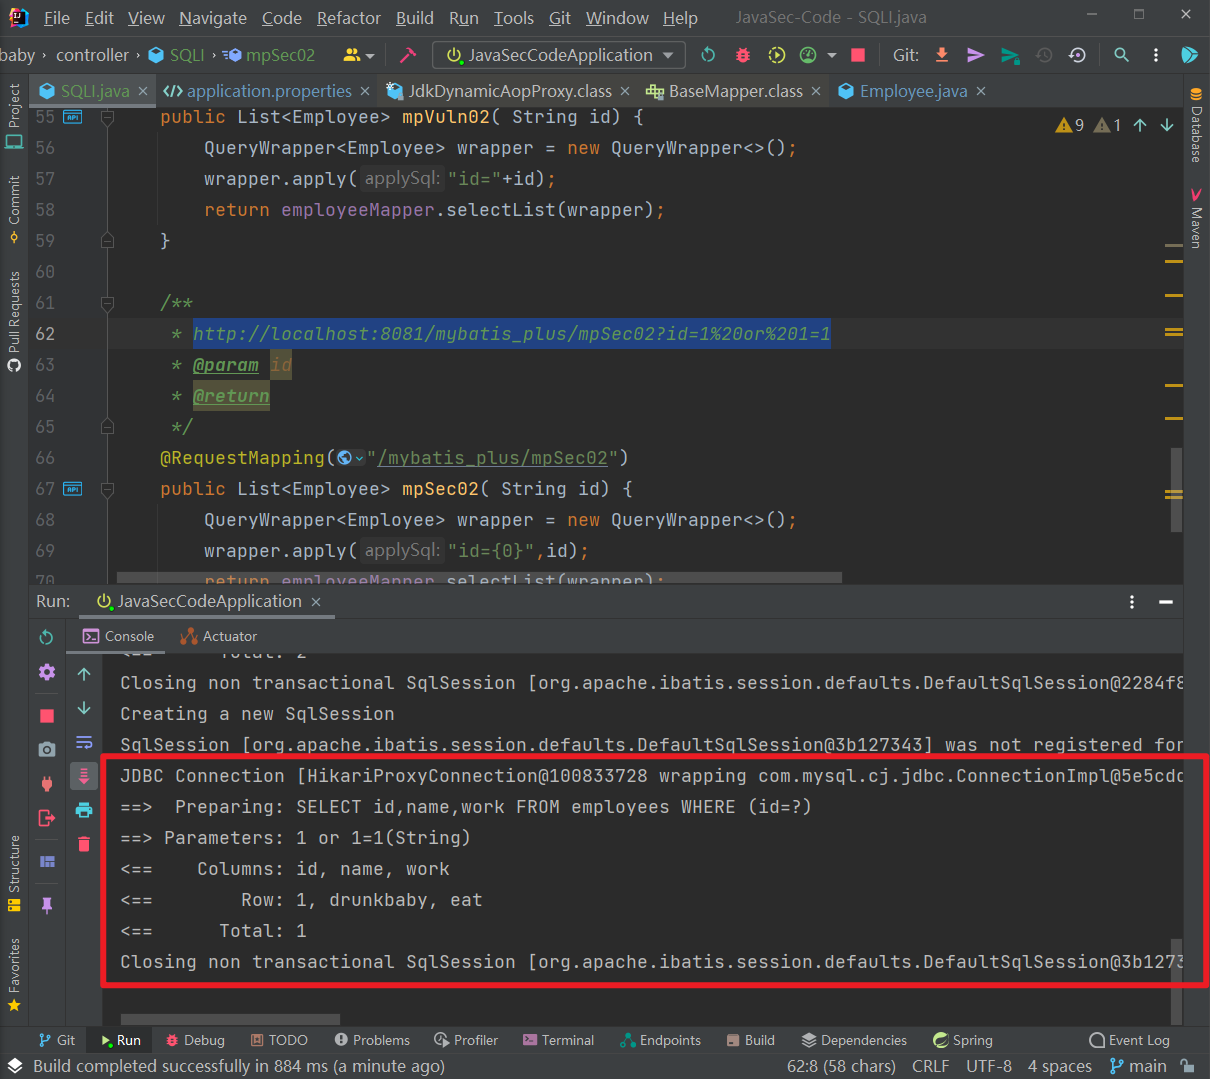 File Edit View Navigate Code Refactor Build Run Tools Git Window Help JavaSec-Code - SQLI.java
baby › controller › SQLI › mpSec02 JavaSecCodeApplication Git:
SQLI.java application.properties JdkDynamicAopProxy.class BaseMapper.class Employee.java
Project
Commit
Pull Requests
Structure
Favorites
Database
Maven
9 1
55 public List<Employee> mpVuln02( String id) {
56 QueryWrapper<Employee> wrapper = new QueryWrapper<>();
57 wrapper.apply( applySql: "id="+id);
58 return employeeMapper.selectList(wrapper);
59 }
60
61 /**
62 * http://localhost:8081/mybatis_plus/mpSec02?id=1%20or%201=1
63 * @param id
64 * @return
65 */
66 @RequestMapping("/mybatis_plus/mpSec02")
67 public List<Employee> mpSec02( String id) {
68 QueryWrapper<Employee> wrapper = new QueryWrapper<>();
69 wrapper.apply( applySql: "id={0}",id);
70 return employeeMapper.selectList(wrapper);
Run: JavaSecCodeApplication
Console Actuator
<== Total: 2
Closing non transactional SqlSession [org.apache.ibatis.session.defaults.DefaultSqlSession@2284f8
Creating a new SqlSession
SqlSession [org.apache.ibatis.session.defaults.DefaultSqlSession@3b127343] was not registered for
JDBC Connection [HikariProxyConnection@100833728 wrapping com.mysql.cj.jdbc.ConnectionImpl@5e5cdd
==> Preparing: SELECT id,name,work FROM employees WHERE (id=?)
==> Parameters: 1 or 1=1(String)
<== Columns: id, name, work
<== Row: 1, drunkbaby, eat
<== Total: 1
Closing non transactional SqlSession [org.apache.ibatis.session.defaults.DefaultSqlSession@3b1273
Git Run Debug TODO Problems Profiler Terminal Endpoints Build Dependencies Spring Event Log
Build completed successfully in 884 ms (a minute ago) 62:8 (58 chars) CRLF UTF-8 4 spaces main